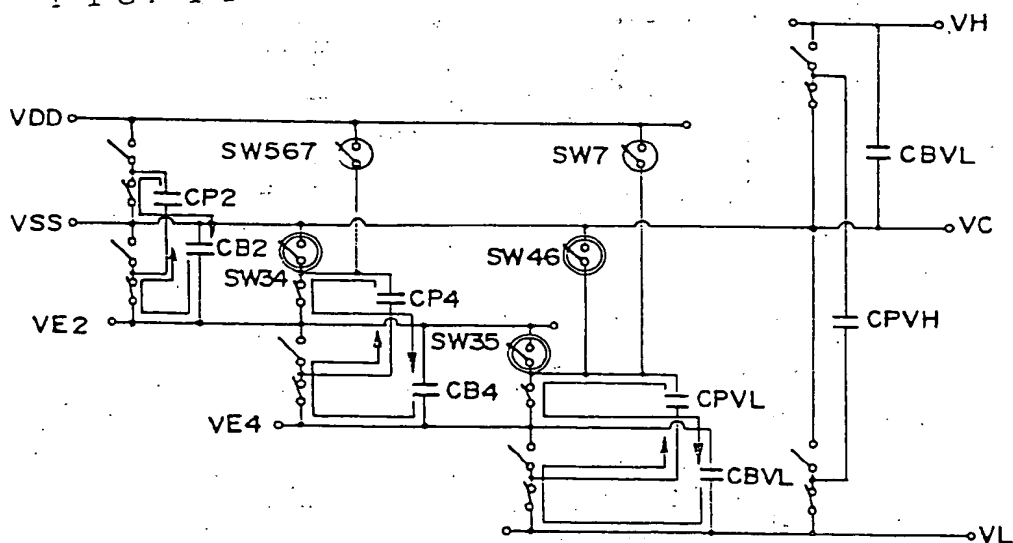 VH
VDD
SW567
SW7
CBVL
CP2
VSS
VC
CB2
SW34
SW46
CP4
VE2
SW35
CPVH
CB4
CPVL
VE4
CBVL
VL